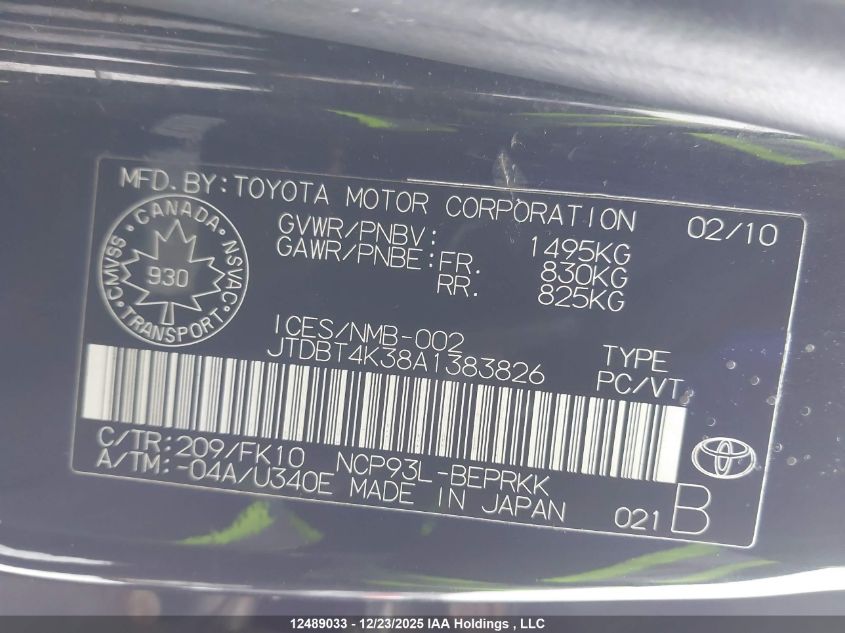 MFD. BY: TOYOTA MOTOR CORPORATION 02/10
GVWR/PNBV: 1495KG
GAWR/PNBE: FR. 830KG
RR. 825KG
CANADA
CMVSS
NSVAC
930
TRANSPORT
ICES/NMB-002
JTDBT4K38A1383826
TYPE
PC/VT
C/TR: 209/FK10 NCP93L-BEPRKK
A/TM: -04A/U340E MADE IN JAPAN
021 B
12489033 - 12/23/2025 IAA Holdings , LLC